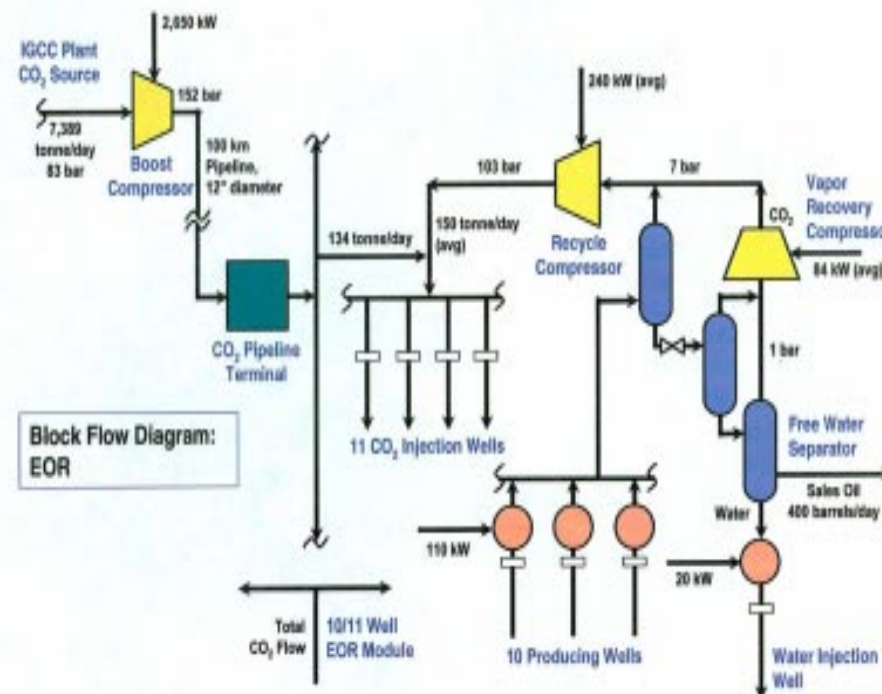 2,050 kW
IGCC Plant
CO₂ Source
152 bar
7,389
tonne/day
83 bar
Boost
Compressor
100 km
Pipeline,
12" diameter
CO₂ Pipeline
Terminal
134 tonne/day
103 bar
150 tonne/day
(avg)
240 kW (avg)
Recycle
Compressor
7 bar
CO₂
Vapor
Recovery
84 kW (avg)
1 bar
Free Water
Separator
Sales Oil
400 barrels/day
Water
20 kW
Water Injection
Well
11 CO₂ Injection Wells
110 kW
10 Producing Wells
Block Flow Diagram:
EOR
Total
CO₂ Flow
10/11 Well
EOR Module